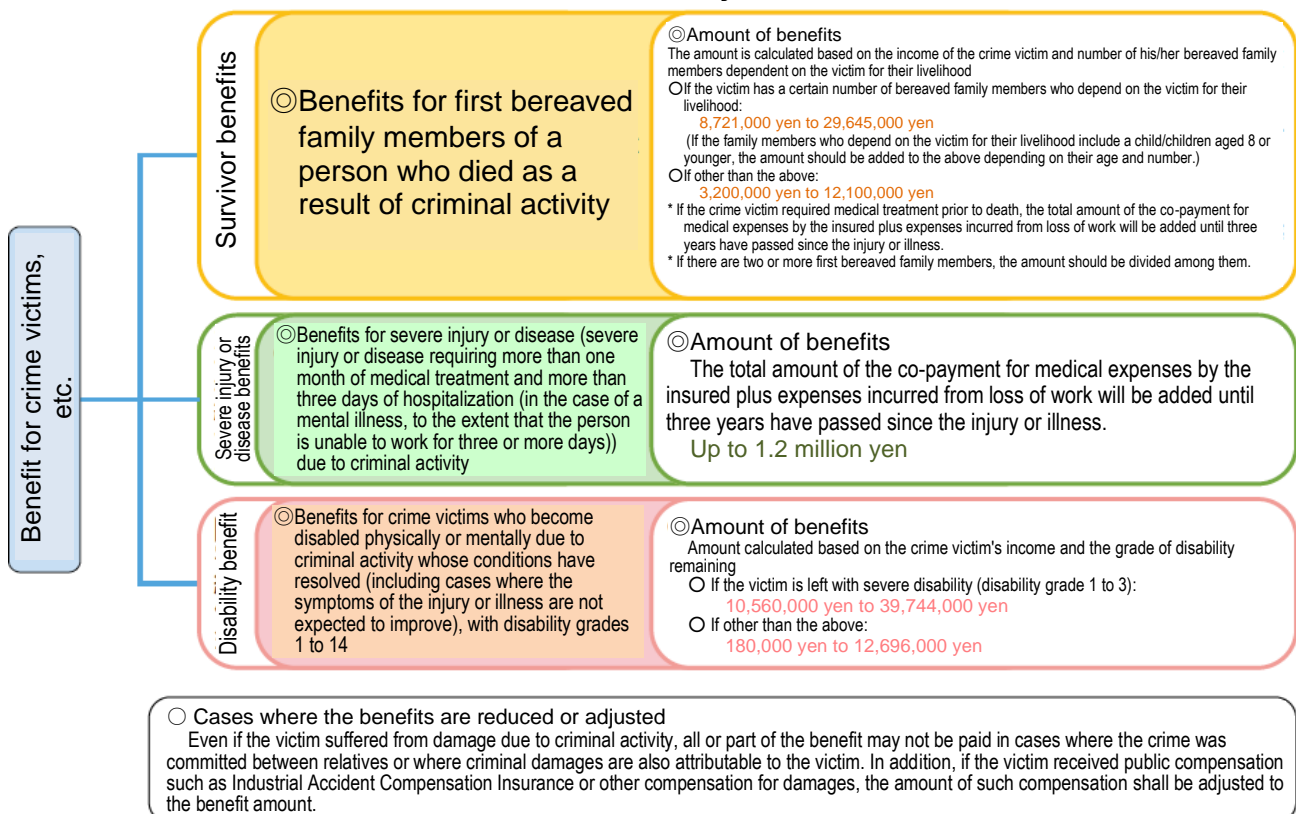 Benefit for crime victims,
etc.
Survivor benefits
◎Benefits for first bereaved
family members of a
person who died as a
result of criminal activity
◎Amount of benefits
The amount is calculated based on the income of the crime victim and number of his/her bereaved family
members dependent on the victim for their livelihood
○If the victim has a certain number of bereaved family members who depend on the victim for their
livelihood:
8,721,000 yen to 29,645,000 yen
(If the family members who depend on the victim for their livelihood include a child/children aged 8 or
younger, the amount should be added to the above depending on their age and number.)
○If other than the above:
3,200,000 yen to 12,100,000 yen
* If the crime victim required medical treatment prior to death, the total amount of the co-payment for
medical expenses by the insured plus expenses incurred from loss of work will be added until three
years have passed since the injury or illness.
* If there are two or more first bereaved family members, the amount should be divided among them.
Severe injury or
disease benefits
◎Benefits for severe injury or disease (severe
injury or disease requiring more than one
month of medical treatment and more than
three days of hospitalization (in the case of a
mental illness, to the extent that the person
is unable to work for three or more days))
due to criminal activity
◎Amount of benefits
The total amount of the co-payment for medical expenses by the
insured plus expenses incurred from loss of work will be added until
three years have passed since the injury or illness.
Up to 1.2 million yen
Disability benefit
◎Benefits for crime victims who become
disabled physically or mentally due to
criminal activity whose conditions have
resolved (including cases where the
symptoms of the injury or illness are not
expected to improve), with disability grades
1 to 14
◎Amount of benefits
Amount calculated based on the crime victim's income and the grade of disability
remaining
○ If the victim is left with severe disability (disability grade 1 to 3):
10,560,000 yen to 39,744,000 yen
○ If other than the above:
180,000 yen to 12,696,000 yen
○ Cases where the benefits are reduced or adjusted
Even if the victim suffered from damage due to criminal activity, all or part of the benefit may not be paid in cases where the crime was
committed between relatives or where criminal damages are also attributable to the victim. In addition, if the victim received public compensation
such as Industrial Accident Compensation Insurance or other compensation for damages, the amount of such compensation shall be adjusted to
the benefit amount.